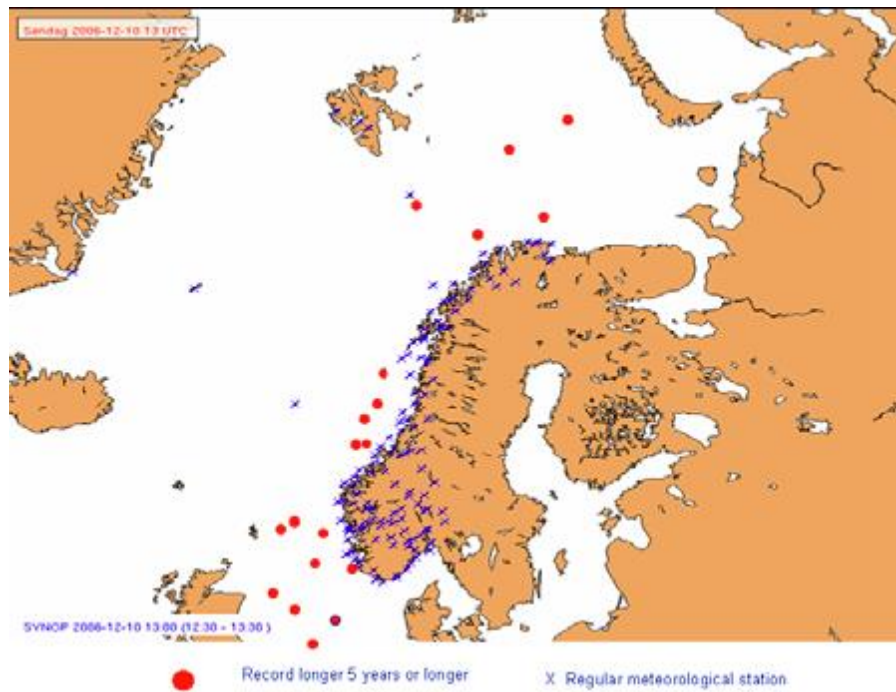 Søndag 2006-12-10 13 UTC
SYNOP 2006-12-10 13:00 (12:30 - 13:30 )
Record longer 5 years or longer
X Regular meteorological station